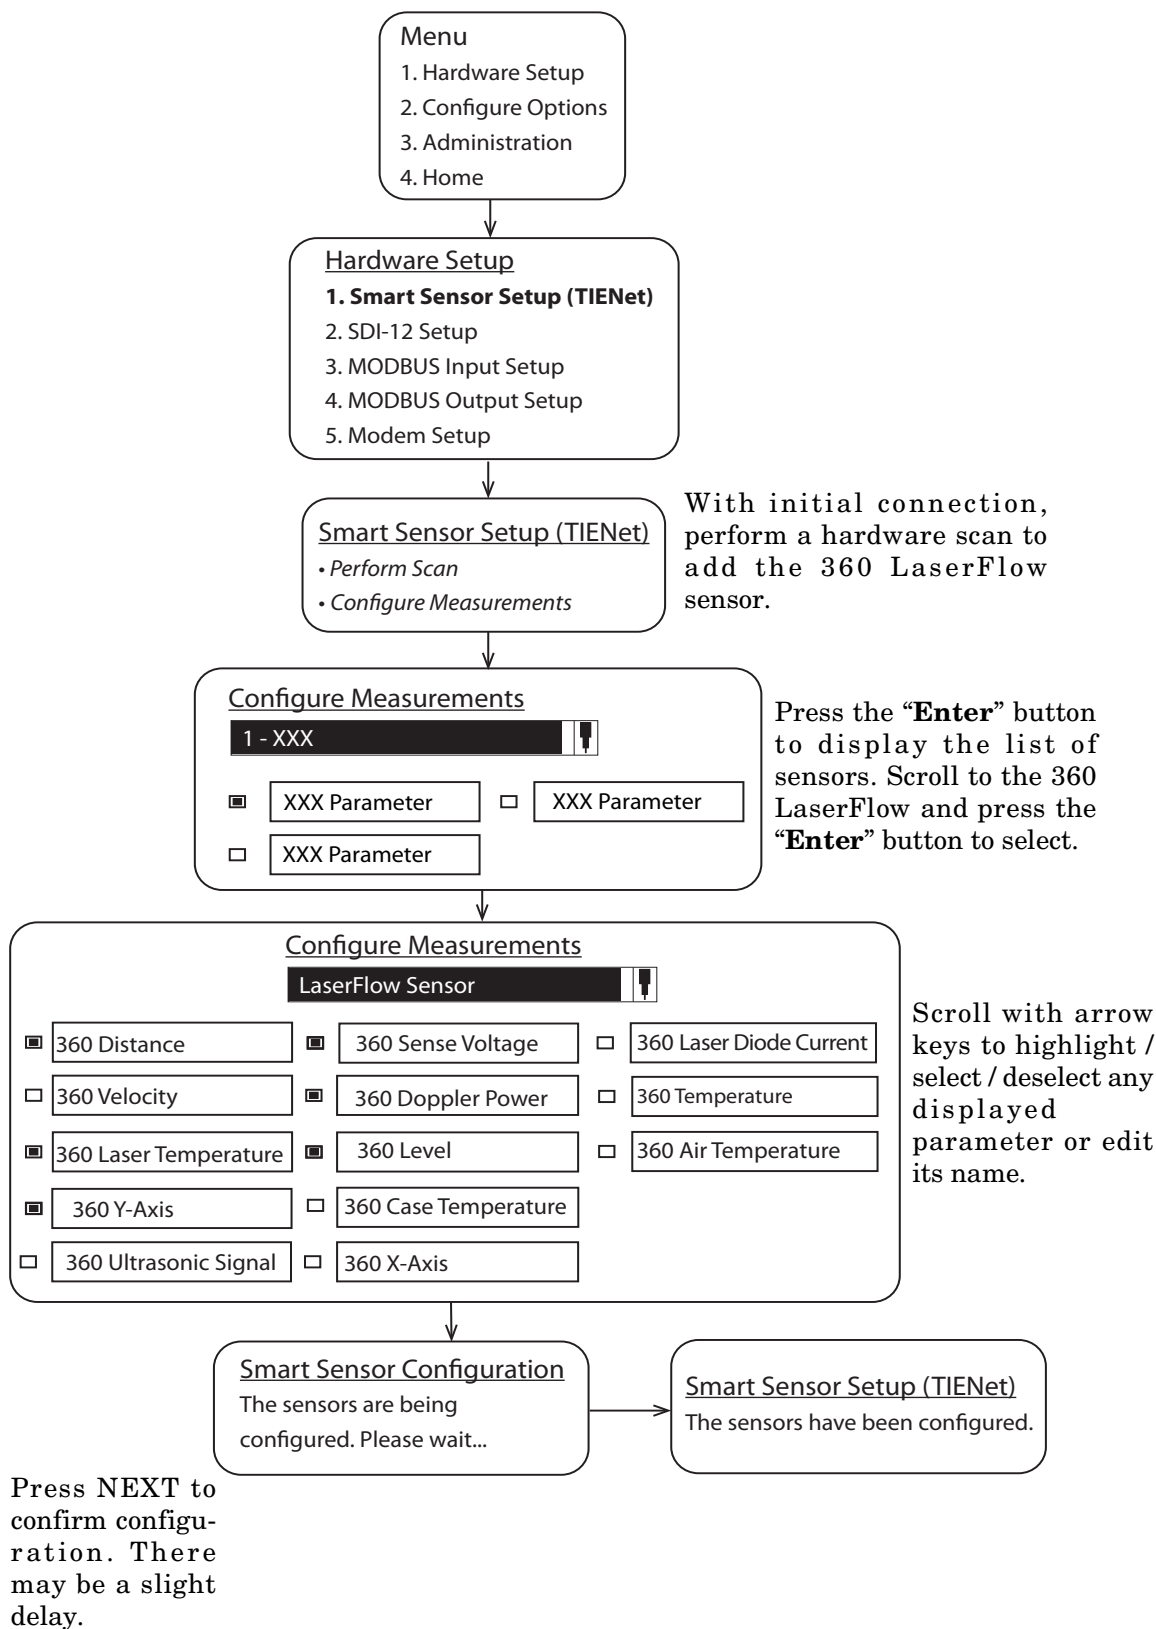 Menu
1. Hardware Setup
2. Configure Options
3. Administration
4. Home
Hardware Setup
1. Smart Sensor Setup (TIENet)
2. SDI-12 Setup
3. MODBUS Input Setup
4. MODBUS Output Setup
5. Modem Setup
Smart Sensor Setup (TIENet)
• Perform Scan
• Configure Measurements
With initial connection,
perform a hardware scan to
add the 360 LaserFlow
sensor.
Configure Measurements
1 - XXX
XXX Parameter
XXX Parameter
XXX Parameter
Press the “Enter” button
to display the list of
sensors. Scroll to the 360
LaserFlow and press the
“Enter” button to select.
Configure Measurements
LaserFlow Sensor
360 Distance
360 Sense Voltage
360 Laser Diode Current
360 Velocity
360 Doppler Power
360 Temperature
360 Laser Temperature
360 Level
360 Air Temperature
360 Y-Axis
360 Case Temperature
360 Ultrasonic Signal
360 X-Axis
Scroll with arrow
keys to highlight /
select / deselect any
displayed
parameter or edit
its name.
Smart Sensor Configuration
The sensors are being
configured. Please wait...
Smart Sensor Setup (TIENet)
The sensors have been configured.
Press NEXT to
confirm configu-
ration. There
may be a slight
delay.